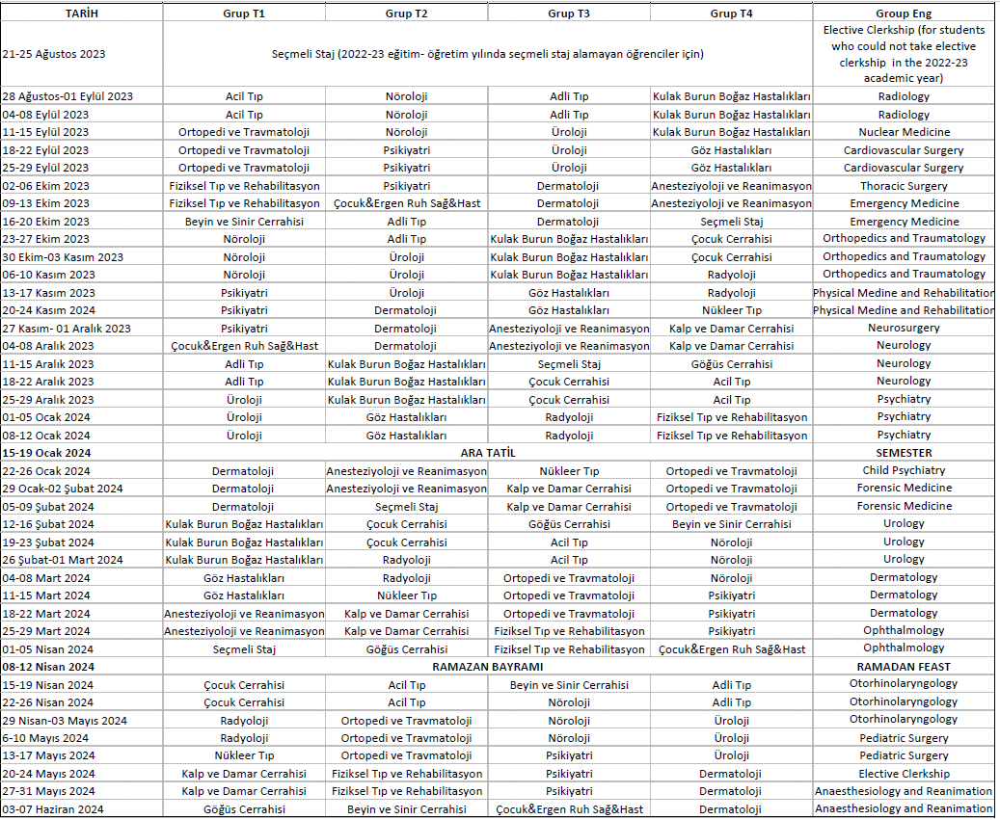 TARİH Grup T1 Grup T2 Grup T3 Grup T4 Group Eng
21-25 Ağustos 2023 Seçmeli Staj (2022-23 eğitim- öğretim yılında seçmeli staj alamayan öğrenciler için) Elective Clerkship (for students
who could not take elective
clerkship in the 2022-23
academic year)
28 Ağustos-01 Eylül 2023 Acil Tıp Nöroloji Adli Tıp Kulak Burun Boğaz Hastalıkları Radiology
04-08 Eylül 2023 Acil Tıp Nöroloji Adli Tıp Kulak Burun Boğaz Hastalıkları Radiology
11-15 Eylül 2023 Ortopedi ve Travmatoloji Nöroloji Üroloji Kulak Burun Boğaz Hastalıkları Nuclear Medicine
18-22 Eylül 2023 Ortopedi ve Travmatoloji Psikiyatri Üroloji Göz Hastalıkları Cardiovascular Surgery
25-29 Eylül 2023 Ortopedi ve Travmatoloji Psikiyatri Üroloji Göz Hastalıkları Cardiovascular Surgery
02-06 Ekim 2023 Fiziksel Tıp ve Rehabilitasyon Psikiyatri Dermatoloji Anesteziyoloji ve Reanimasyon Thoracic Surgery
09-13 Ekim 2023 Fiziksel Tıp ve Rehabilitasyon Çocuk&Ergen Ruh Sağ&Hast Dermatoloji Anesteziyoloji ve Reanimasyon Emergency Medicine
16-20 Ekim 2023 Beyin ve Sinir Cerrahisi Adli Tıp Dermatoloji Seçmeli Staj Emergency Medicine
23-27 Ekim 2023 Nöroloji Adli Tıp Kulak Burun Boğaz Hastalıkları Çocuk Cerrahisi Orthopedics and Traumatology
30 Ekim-03 Kasım 2023 Nöroloji Üroloji Kulak Burun Boğaz Hastalıkları Çocuk Cerrahisi Orthopedics and Traumatology
06-10 Kasım 2023 Nöroloji Üroloji Kulak Burun Boğaz Hastalıkları Radyoloji Orthopedics and Traumatology
13-17 Kasım 2023 Psikiyatri Üroloji Göz Hastalıkları Radyoloji Physical Medine and Rehabilitation
20-24 Kasım 2024 Psikiyatri Dermatoloji Göz Hastalıkları Nükleer Tıp Physical Medine and Rehabilitation
27 Kasım- 01 Aralık 2023 Psikiyatri Dermatoloji Anesteziyoloji ve Reanimasyon Kalp ve Damar Cerrahisi Neurosurgery
04-08 Aralık 2023 Çocuk&Ergen Ruh Sağ&Hast Dermatoloji Anesteziyoloji ve Reanimasyon Kalp ve Damar Cerrahisi Neurology
11-15 Aralık 2023 Adli Tıp Kulak Burun Boğaz Hastalıkları Seçmeli Staj Göğüs Cerrahisi Neurology
18-22 Aralık 2023 Adli Tıp Kulak Burun Boğaz Hastalıkları Çocuk Cerrahisi Acil Tıp Neurology
25-29 Aralık 2023 Üroloji Kulak Burun Boğaz Hastalıkları Çocuk Cerrahisi Acil Tıp Psychiatry
01-05 Ocak 2024 Üroloji Göz Hastalıkları Radyoloji Fiziksel Tıp ve Rehabilitasyon Psychiatry
08-12 Ocak 2024 Üroloji Göz Hastalıkları Radyoloji Fiziksel Tıp ve Rehabilitasyon Psychiatry
15-19 Ocak 2024 ARA TATİL SEMESTER
22-26 Ocak 2024 Dermatoloji Anesteziyoloji ve Reanimasyon Nükleer Tıp Ortopedi ve Travmatoloji Child Psychiatry
29 Ocak-02 Şubat 2024 Dermatoloji Anesteziyoloji ve Reanimasyon Kalp ve Damar Cerrahisi Ortopedi ve Travmatoloji Forensic Medicine
05-09 Şubat 2024 Dermatoloji Seçmeli Staj Kalp ve Damar Cerrahisi Ortopedi ve Travmatoloji Forensic Medicine
12-16 Şubat 2024 Kulak Burun Boğaz Hastalıkları Çocuk Cerrahisi Göğüs Cerrahisi Beyin ve Sinir Cerrahisi Urology
19-23 Şubat 2024 Kulak Burun Boğaz Hastalıkları Çocuk Cerrahisi Acil Tıp Nöroloji Urology
26 Şubat-01 Mart 2024 Kulak Burun Boğaz Hastalıkları Radyoloji Acil Tıp Nöroloji Urology
04-08 Mart 2024 Göz Hastalıkları Radyoloji Ortopedi ve Travmatoloji Nöroloji Dermatology
11-15 Mart 2024 Göz Hastalıkları Nükleer Tıp Ortopedi ve Travmatoloji Psikiyatri Dermatology
18-22 Mart 2024 Anesteziyoloji ve Reanimasyon Kalp ve Damar Cerrahisi Ortopedi ve Travmatoloji Psikiyatri Dermatology
25-29 Mart 2024 Anesteziyoloji ve Reanimasyon Kalp ve Damar Cerrahisi Fiziksel Tıp ve Rehabilitasyon Psikiyatri Ophthalmology
01-05 Nisan 2024 Seçmeli Staj Göğüs Cerrahisi Fiziksel Tıp ve Rehabilitasyon Çocuk&Ergen Ruh Sağ&Hast Ophthalmology
08-12 Nisan 2024 RAMAZAN BAYRAMI RAMADAN FEAST
15-19 Nisan 2024 Çocuk Cerrahisi Acil Tıp Beyin ve Sinir Cerrahisi Adli Tıp Otorhinolaryngology
22-26 Nisan 2024 Çocuk Cerrahisi Acil Tıp Nöroloji Adli Tıp Otorhinolaryngology
29 Nisan-03 Mayıs 2024 Radyoloji Ortopedi ve Travmatoloji Nöroloji Üroloji Otorhinolaryngology
6-10 Mayıs 2024 Radyoloji Ortopedi ve Travmatoloji Nöroloji Üroloji Pediatric Surgery
13-17 Mayıs 2024 Nükleer Tıp Ortopedi ve Travmatoloji Psikiyatri Üroloji Pediatric Surgery
20-24 Mayıs 2024 Kalp ve Damar Cerrahisi Fiziksel Tıp ve Rehabilitasyon Psikiyatri Dermatoloji Elective Clerkship
27-31 Mayıs 2024 Kalp ve Damar Cerrahisi Fiziksel Tıp ve Rehabilitasyon Psikiyatri Dermatoloji Anaesthesiology and Reanimation
03-07 Haziran 2024 Göğüs Cerrahisi Beyin ve Sinir Cerrahisi Çocuk&Ergen Ruh Sağ&Hast Dermatoloji Anaesthesiology and Reanimation